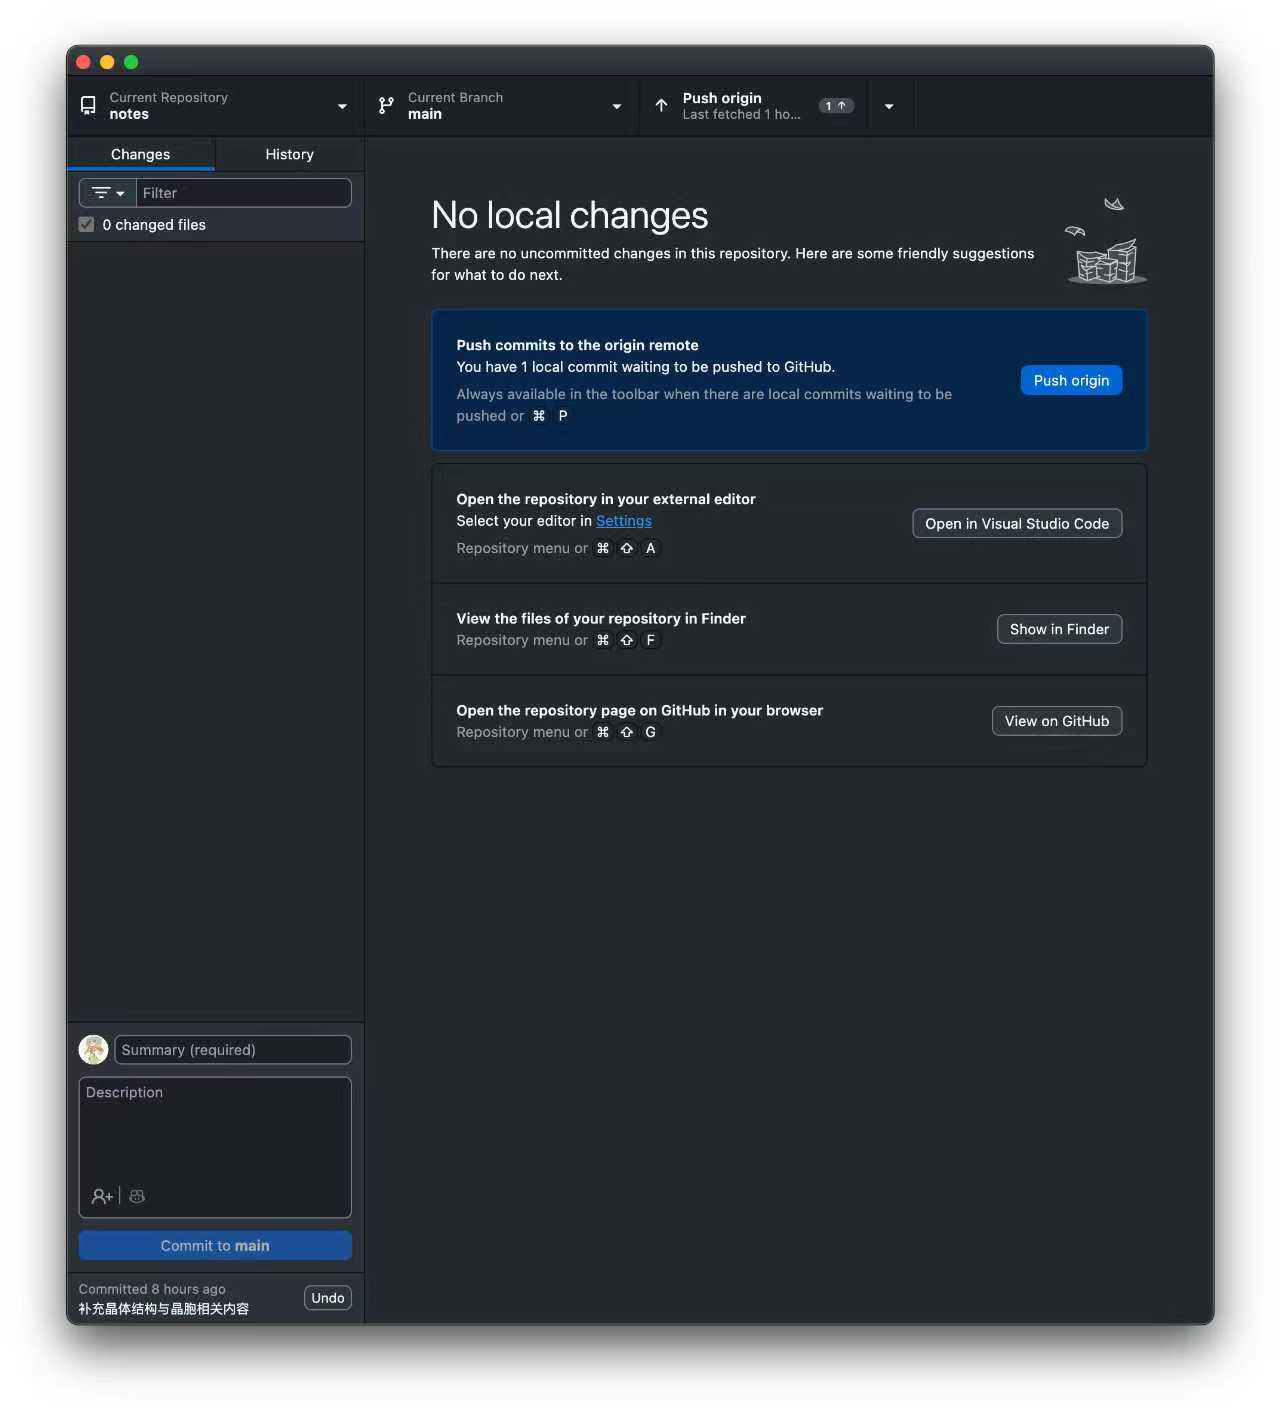 Current Repository
notes
Current Branch
main
Push origin
Last fetched 1 ho...
1
Changes
History
Filter
0 changed files
No local changes
There are no uncommitted changes in this repository. Here are some friendly suggestions
for what to do next.
Push commits to the origin remote
You have 1 local commit waiting to be pushed to GitHub.
Always available in the toolbar when there are local commits waiting to be
pushed or ⌘ P
Push origin
Open the repository in your external editor
Select your editor in Settings
Repository menu or ⌘ ⇧ A
Open in Visual Studio Code
View the files of your repository in Finder
Repository menu or ⌘ ⇧ F
Show in Finder
Open the repository page on GitHub in your browser
Repository menu or ⌘ ⇧ G
View on GitHub
Summary (required)
Description
Commit to main
Committed 8 hours ago
补充晶体结构与晶胞相关内容
Undo